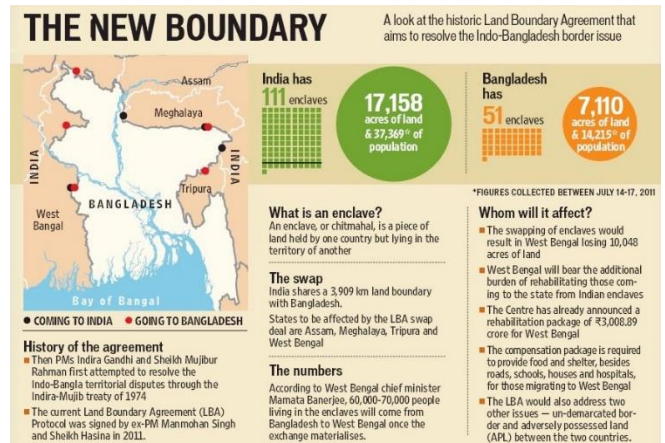 THE NEW BOUNDARY
A look at the historic Land Boundary Agreement that
aims to resolve the Indo-Bangladesh border issue
Assam
Meghalaya
INDIA
INDIA
BANGLADESH
Tripura
West
Bengal
Bay of Bangal
● COMING TO INDIA ● GOING TO BANGLADESH
India has
111 enclaves
17,158
acres of land
& 37,369* of
population
Bangladesh
has
51 enclaves
7,110
acres of land
& 14,215* of
population
*FIGURES COLLECTED BETWEEN JULY 14-17, 2011
History of the agreement
■ Then PMs Indira Gandhi and Sheikh Mujibur
Rahman first attempted to resolve the
Indo-Bangla territorial disputes through the
Indira-Mujib treaty of 1974
■ The current Land Boundary Agreement (LBA)
Protocol was signed by ex-PM Manmohan Singh
and Sheikh Hasina in 2011.
What is an enclave?
An enclave, or chitmahal, is a piece of
land held by one country but lying in the
territory of another
The swap
India shares a 3,909 km land boundary
with Bangladesh.
States to be affected by the LBA swap
deal are Assam, Meghalaya, Tripura and
West Bengal
The numbers
According to West Bengal chief minister
Mamata Banerjee, 60,000-70,000 people
living in the enclaves will come from
Bangladesh to West Bengal once the
exchange materialises.
Whom will it affect?
■ The swapping of enclaves would
result in West Bengal losing 10,048
acres of land
■ West Bengal will bear the additional
burden of rehabilitating those com-
ing to the state from Indian enclaves
■ The Centre has already announced a
rehabilitation package of ₹3,008.89
crore for West Bengal
■ The compensation package is required
to provide food and shelter, besides
roads, schools, houses and hospitals,
for those migrating to West Bengal
■ The LBA would also address two
other issues — un-demarcated bor-
der and adversely possessed land
(APL) between the two countries.